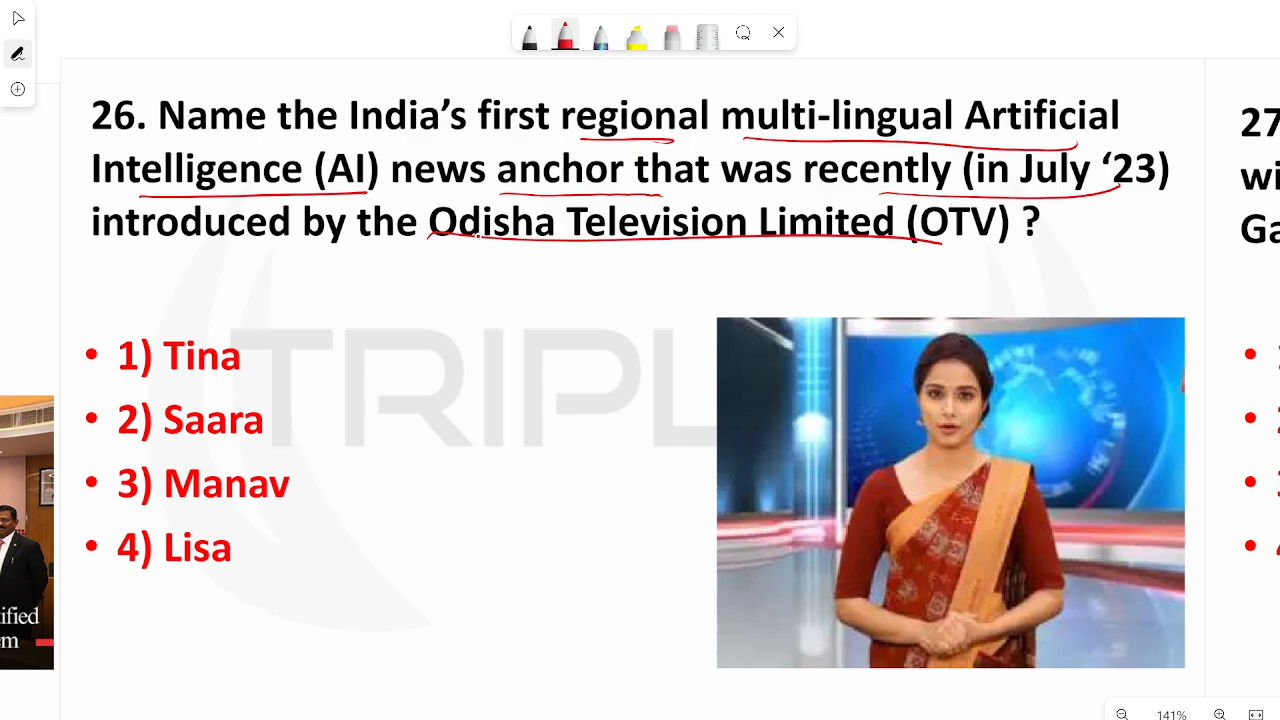 26. Name the India’s first regional multi-lingual Artificial
Intelligence (AI) news anchor that was recently (in July ‘23)
introduced by the Odisha Television Limited (OTV) ?
• 1) Tina
• 2) Saara
• 3) Manav
• 4) Lisa
TRIPL
27
wi
Ga
tified
em
141%